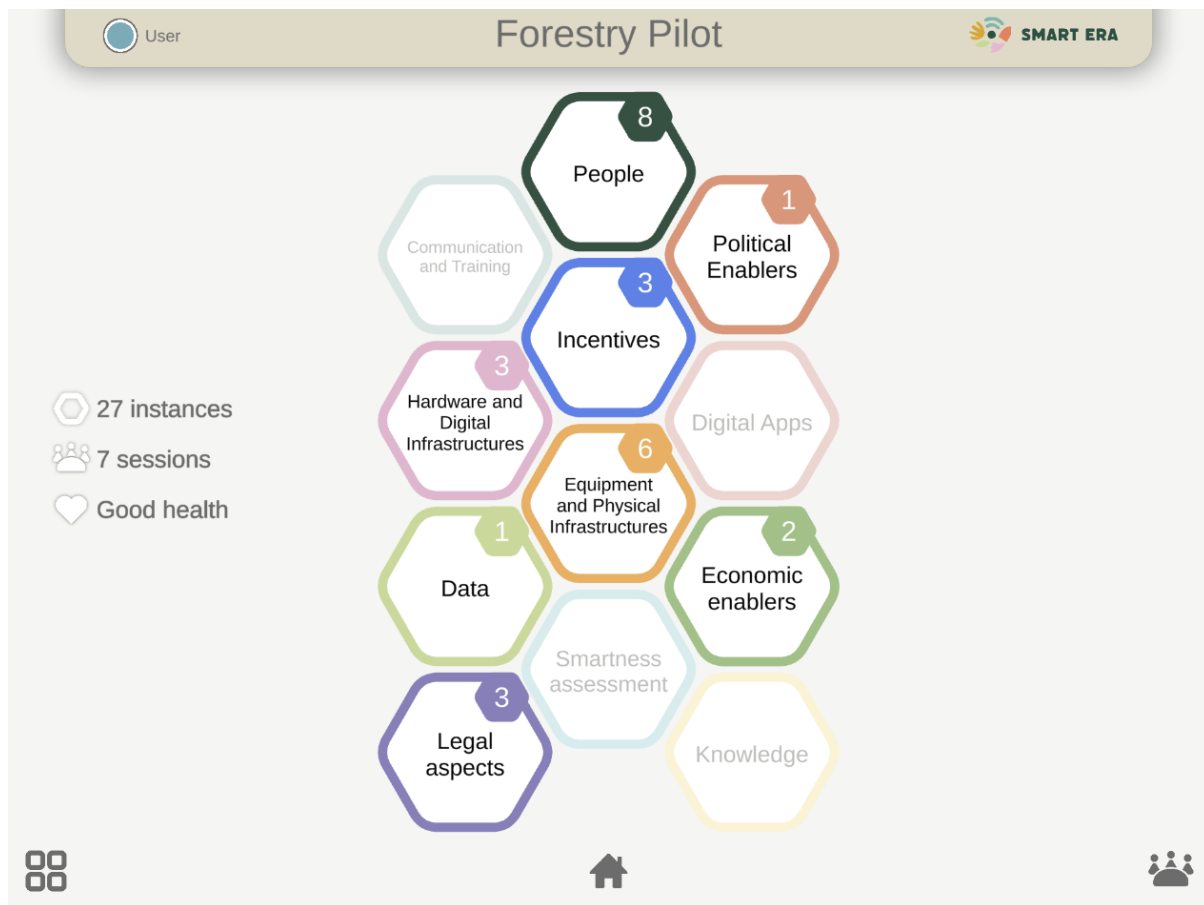 User
Forestry Pilot
SMART ERA
8
People
Communication
and Training
1
Political
Enablers
3
Incentives
3
Hardware and
Digital
Infrastructures
Digital Apps
27 instances
7 sessions
Good health
6
Equipment
and Physical
Infrastructures
1
Data
2
Economic
enablers
Smartness
assessment
3
Legal
aspects
Knowledge